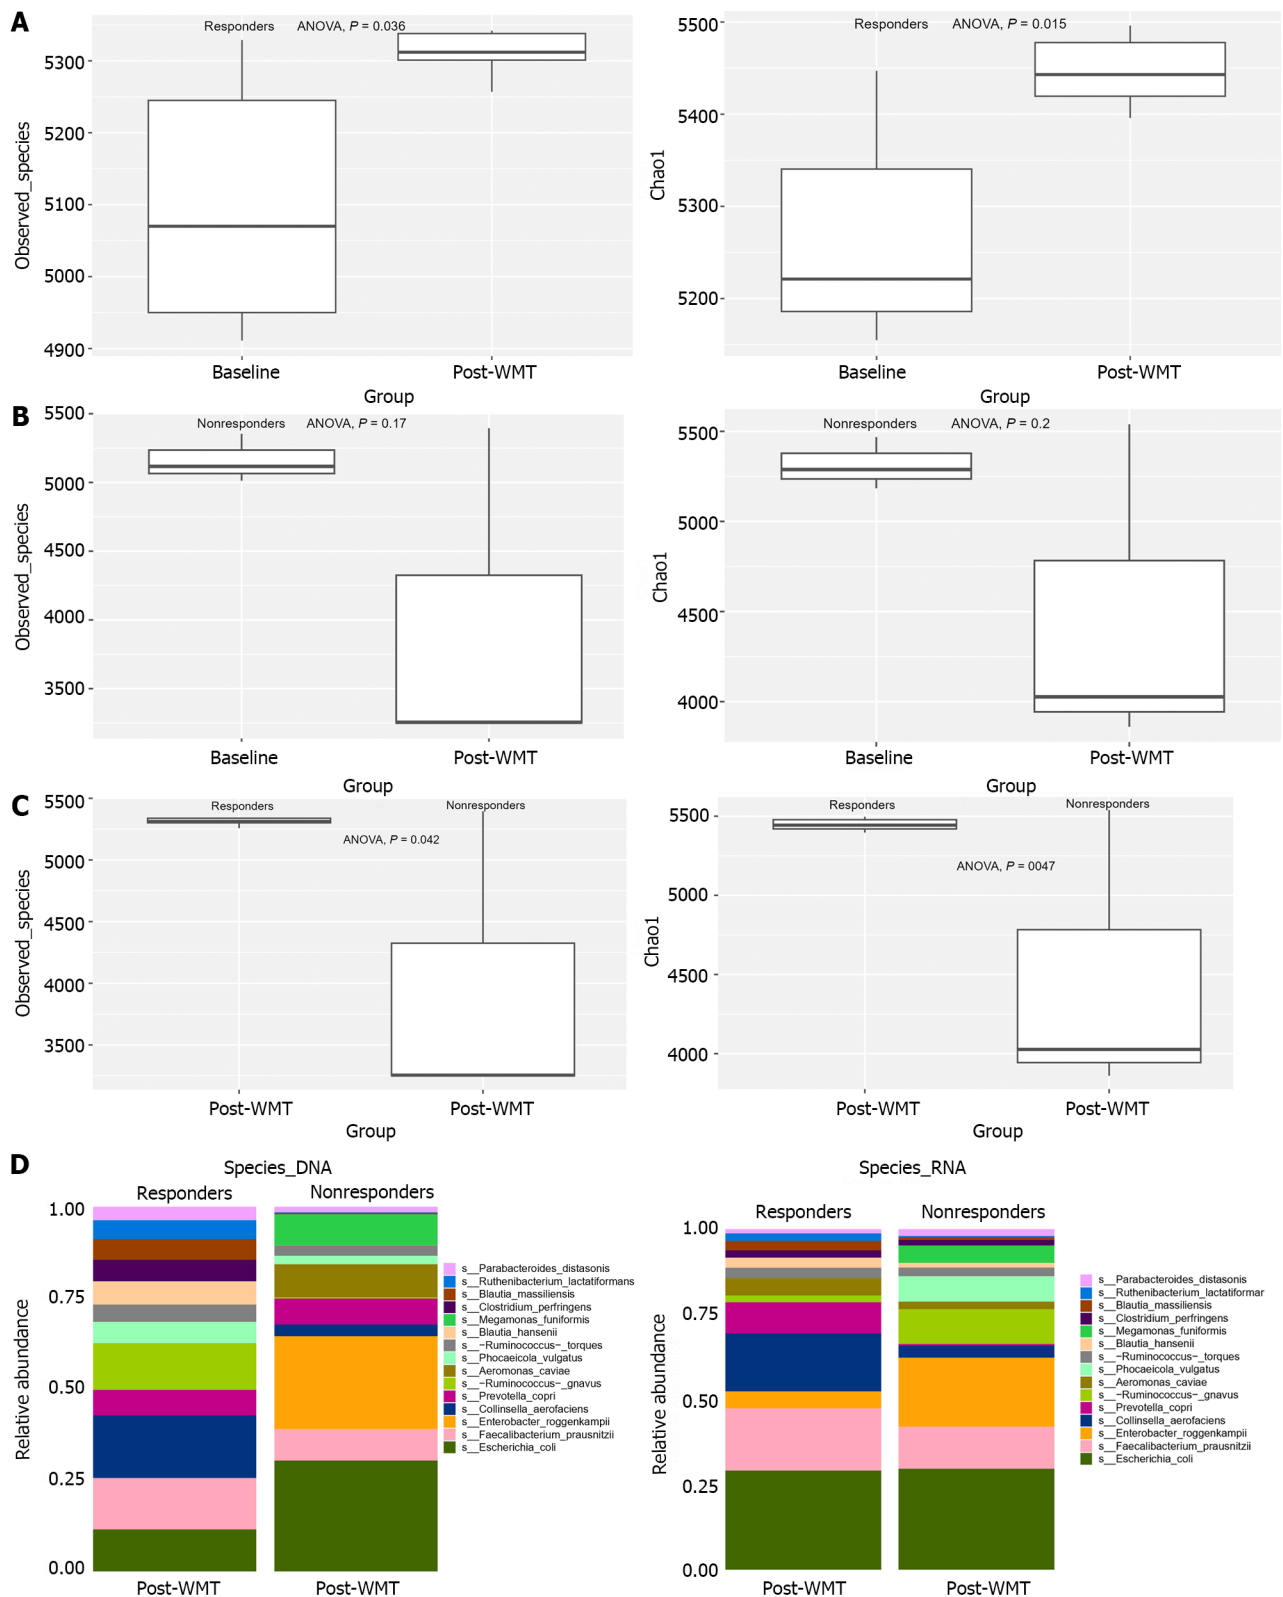 A
Responders ANOVA, P = 0.036
Observed_species
5300
5200
5100
5000
4900
Baseline Post-WMT
Group
Responders ANOVA, P = 0.015
Chao1
5500
5400
5300
5200
Baseline Post-WMT
Group
B
Nonresponders ANOVA, P = 0.17
Observed_species
5500
5000
4500
4000
3500
Baseline Post-WMT
Group
Nonresponders ANOVA, P = 0.2
Chao1
5500
5000
4500
4000
Baseline Post-WMT
Group
C
Responders Nonresponders
ANOVA, P = 0.042
Observed_species
5500
5000
4500
4000
3500
Post-WMT Post-WMT
Group
Responders Nonresponders
ANOVA, P = 0047
Chao1
5500
5000
4500
4000
Post-WMT Post-WMT
Group
D
Species_DNA
Responders Nonresponders
Relative abundance
1.00
0.75
0.50
0.25
0.00
Post-WMT Post-WMT
s__Parabacteroides_distasonis
s__Ruthenibacterium_lactatiformans
s__Blautia_massiliensis
s__Clostridium_perfringens
s__Megamonas_funiformis
s__Blautia_hansenii
s__-Ruminococcus-_torques
s__Phocaeicola_vulgatus
s__Aeromonas_caviae
s__-Ruminococcus-_gnavus
s__Prevotella_copri
s__Collinsella_aerofaciens
s__Enterobacter_roggenkampii
s__Faecalibacterium_prausnitzii
s__Escherichia_coli
Species_RNA
Responders Nonresponders
Relative abundance
1.00
0.75
0.50
0.25
0.00
Post-WMT Post-WMT
s__Parabacteroides_distasonis
s__Ruthenibacterium_lactatiformar
s__Blautia_massiliensis
s__Clostridium_perfringens
s__Megamonas_funiformis
s__Blautia_hansenii
s__-Ruminococcus-_torques
s__Phocaeicola_vulgatus
s__Aeromonas_caviae
s__-Ruminococcus-_gnavus
s__Prevotella_copri
s__Collinsella_aerofaciens
s__Enterobacter_roggenkampii
s__Faecalibacterium_prausnitzii
s__Escherichia_coli